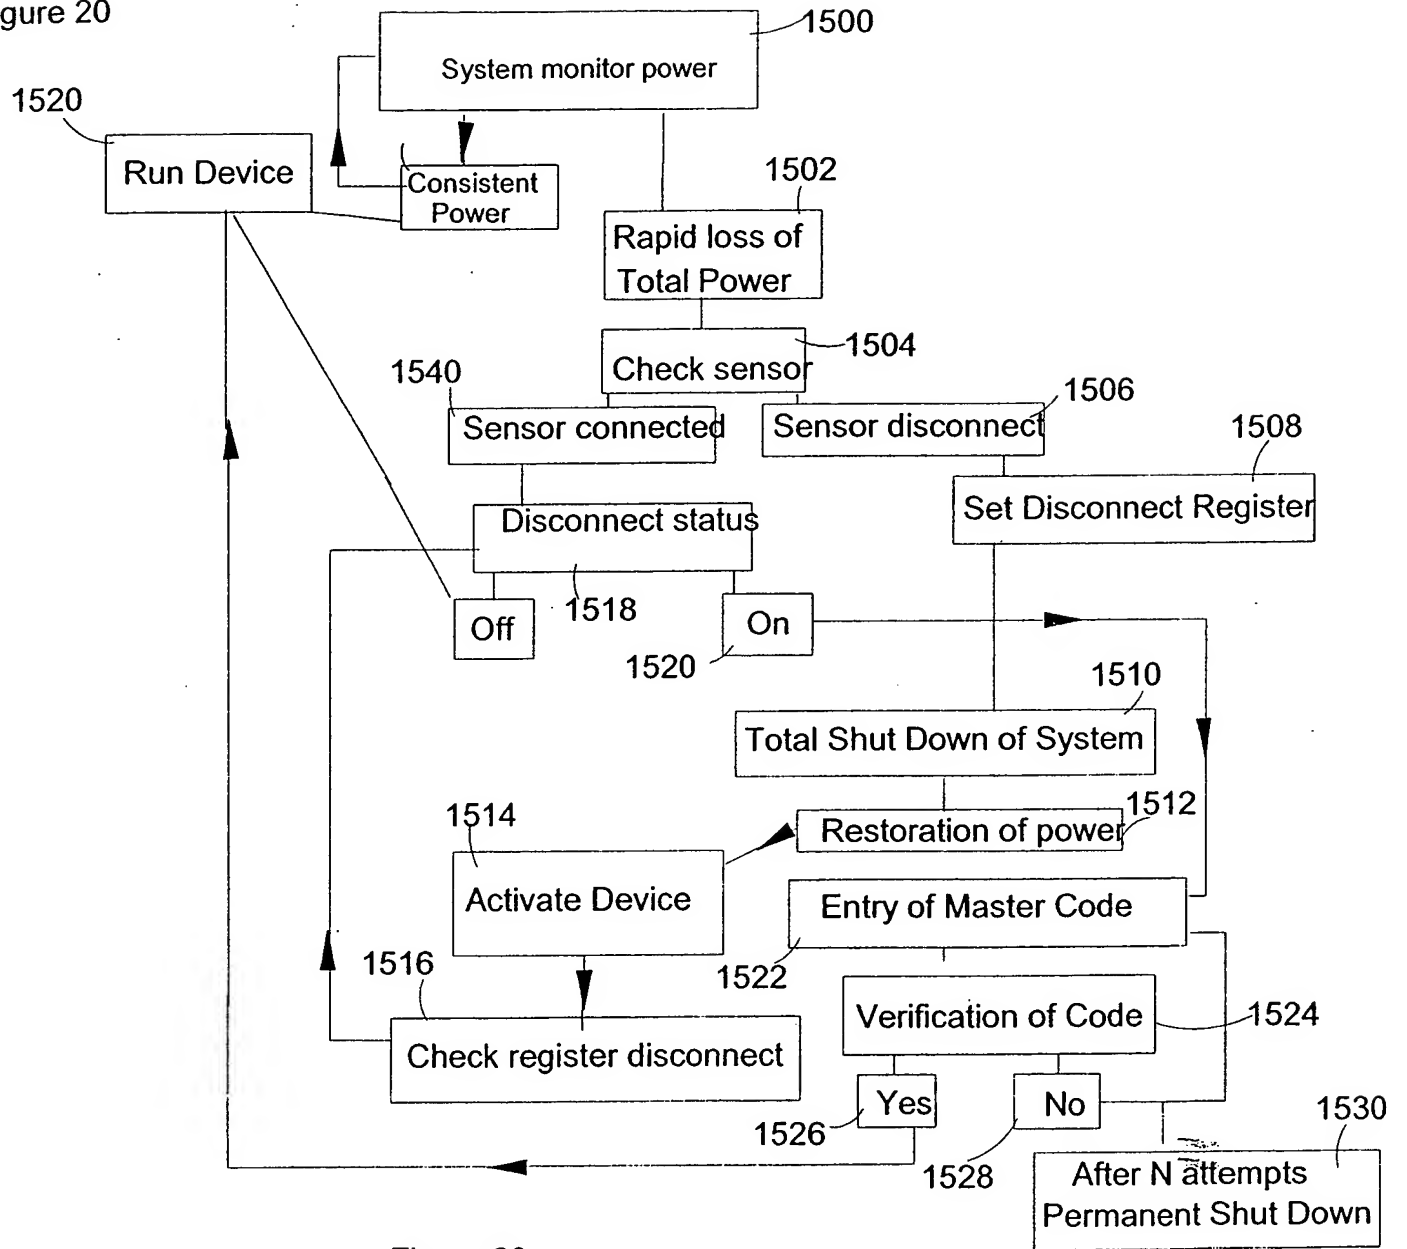 gure 20
1500
System monitor power
1520
Run Device
Consistent
Power
1502
Rapid loss of
Total Power
1504
Check sensor
1540
Sensor connected
1506
Sensor disconnect
1508
Set Disconnect Register
Disconnect status
1518
Off
On
1520
1510
Total Shut Down of System
1512
Restoration of power
1514
Activate Device
Entry of Master Code
1522
1516
Check register disconnect
Verification of Code
1524
Yes
1526
No
1528
1530
After N attempts
Permanent Shut Down